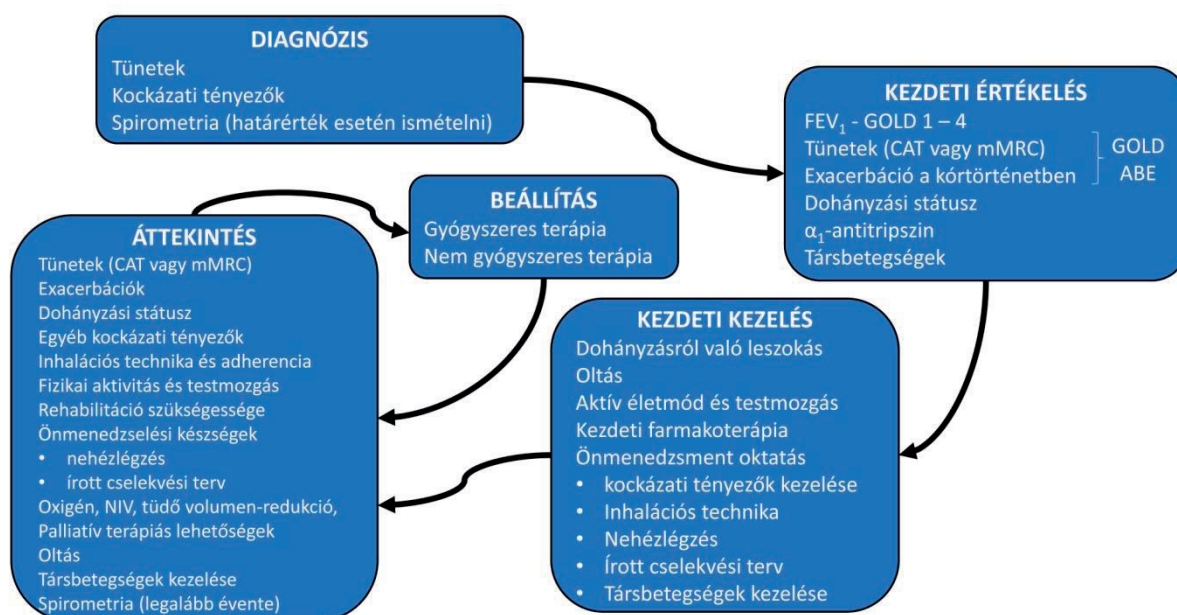 DIAGNÓZIS
Tünetek
Kockázati tényezők
Spirometria (határérték esetén ismételni)
KEZDETI ÉRTÉKELÉS
FEV₁ - GOLD 1 – 4
Tünetek (CAT vagy mMRC)
Exacerbáció a kórtörténetben
GOLD
ABE
Dohányzási státusz
α₁-antitripszin
Társbetegségek
KEZDETI KEZELÉS
Dohányzásról való leszokás
Oltás
Aktív életmód és testmozgás
Kezdeti farmakoterápia
Önmenedzsment oktatás
• kockázati tényezők kezelése
• Inhalációs technika
• Nehézlégzés
• Írott cselekvési terv
• Társbetegségek kezelése
ÁTTEKINTÉS
Tünetek (CAT vagy mMRC)
Exacerbációk
Dohányzási státusz
Egyéb kockázati tényezők
Inhalációs technika és adherencia
Fizikai aktivitás és testmozgás
Rehabilitáció szükségessége
Önmenedzselési készségek
• nehézlégzés
• írott cselekvési terv
Oxigén, NIV, tüdő volumen-redukció,
Palliatív terápiás lehetőségek
Oltás
Társbetegségek kezelése
Spirometria (legalább évente)
BEÁLLÍTÁS
Gyógyszeres terápia
Nem gyógyszeres terápia